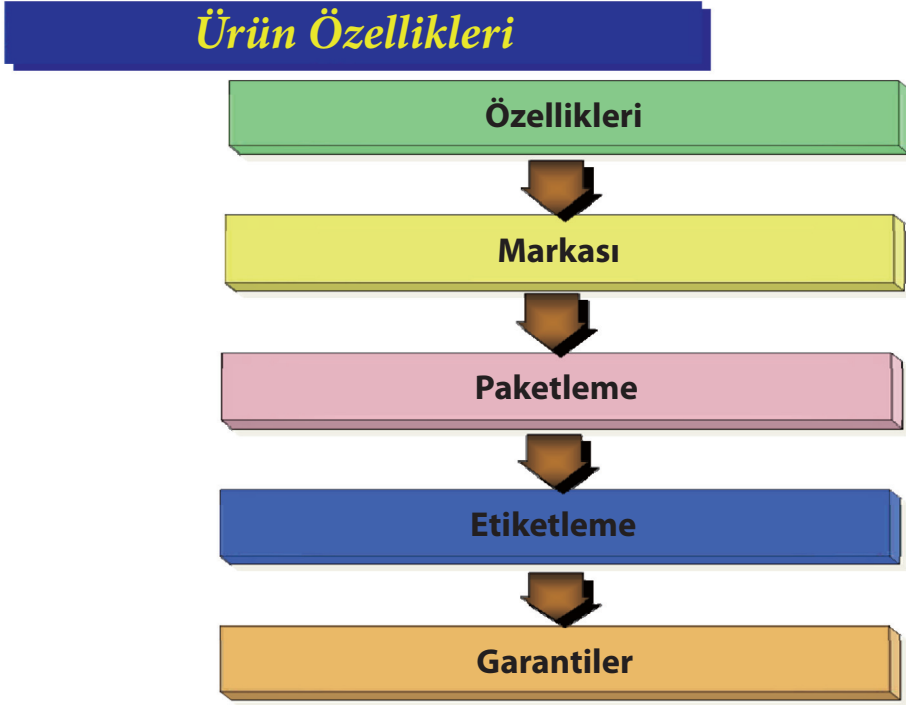 Ürün Özellikleri
Özellikleri
Markası
Paketleme
Etiketleme
Garantiler